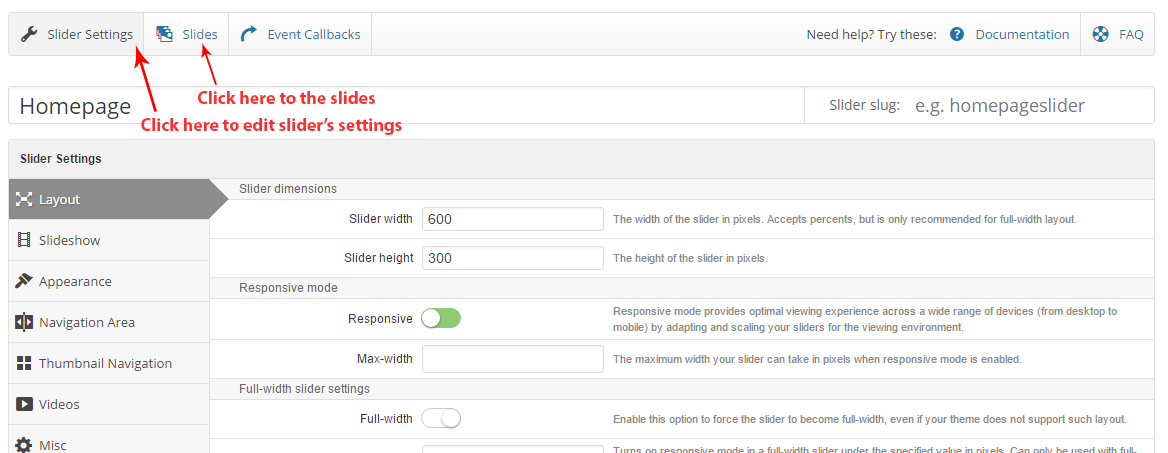 Slider Settings Slides Event Callbacks Need help? Try these: Documentation FAQ
Click here to the slides
Homepage Slider slug: e.g. homepageslider
Click here to edit slider's settings
Slider Settings
Layout
Slider dimensions
Slider width 600 The width of the slider in pixels. Accepts percents, but is only recommended for full-width layout.
Slideshow
Slider height 300 The height of the slider in pixels.
Appearance
Responsive mode
Navigation Area
Responsive Responsive mode provides optimal viewing experience across a wide range of devices (from desktop to
mobile) by adapting and scaling your sliders for the viewing environment.
Thumbnail Navigation
Max-width The maximum width your slider can take in pixels when responsive mode is enabled.
Full-width slider settings
Videos
Full-width Enable this option to force the slider to become full-width, even if your theme does not support such layout.
Misc
Turns on responsive mode in a full-width slider under the specified value in pixels. Can only be used with full-